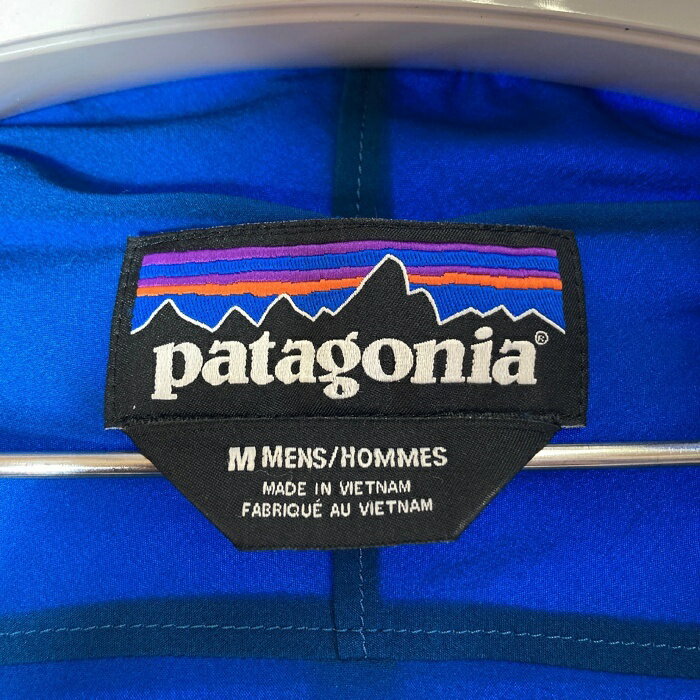 patagonia®
M MENS/HOMMES
MADE IN VIETNAM
FABRIQUÉ AU VIETNAM